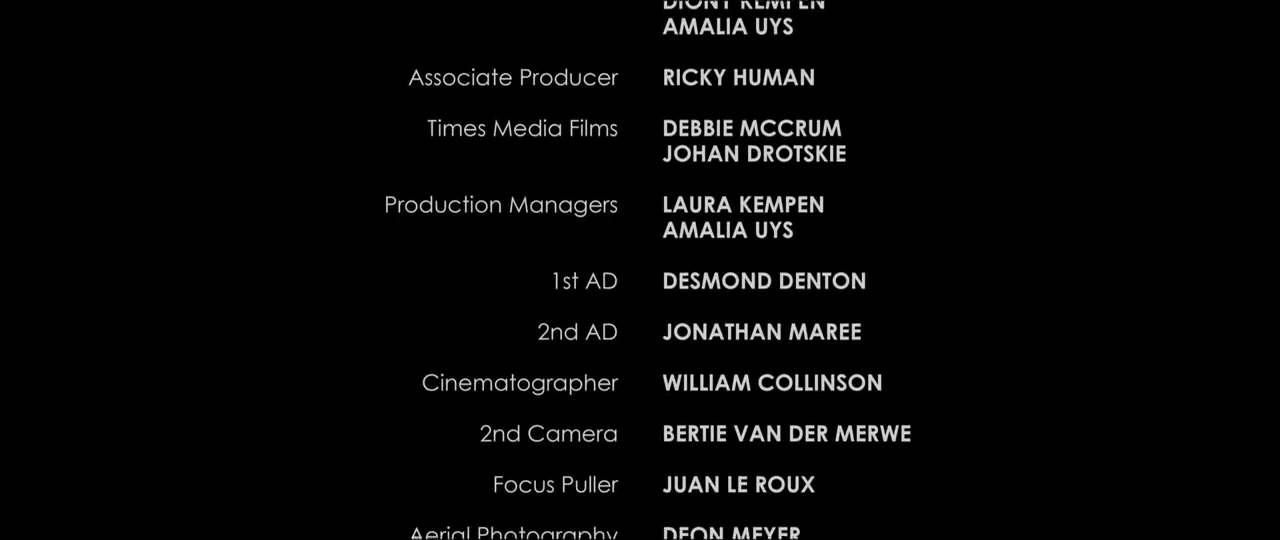 DIONY KEMPEN
AMALIA UYS
Associate Producer RICKY HUMAN
Times Media Films DEBBIE MCCRUM
JOHAN DROTSKIE
Production Managers LAURA KEMPEN
AMALIA UYS
1st AD DESMOND DENTON
2nd AD JONATHAN MAREE
Cinematographer WILLIAM COLLINSON
2nd Camera BERTIE VAN DER MERWE
Focus Puller JUAN LE ROUX
Aerial Photography DEON MEYER